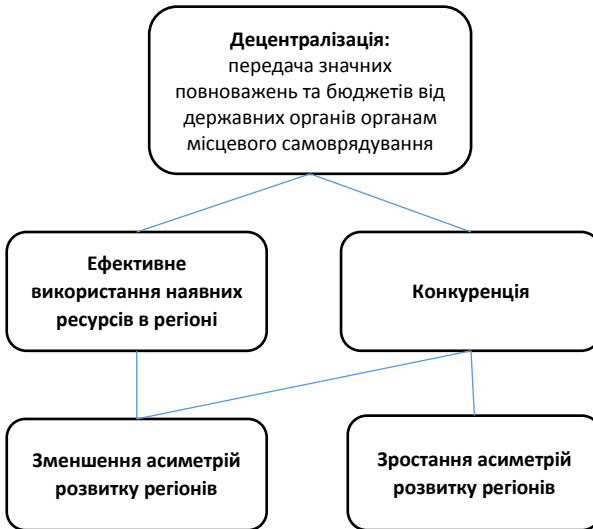 Децентралізація:
передача значних
повноважень та бюджетів від
державних органів органам
місцевого самоврядування
Ефективне
використання наявних
ресурсів в регіоні
Конкуренція
Зменшення асиметрій
розвитку регіонів
Зростання асиметрій
розвитку регіонів